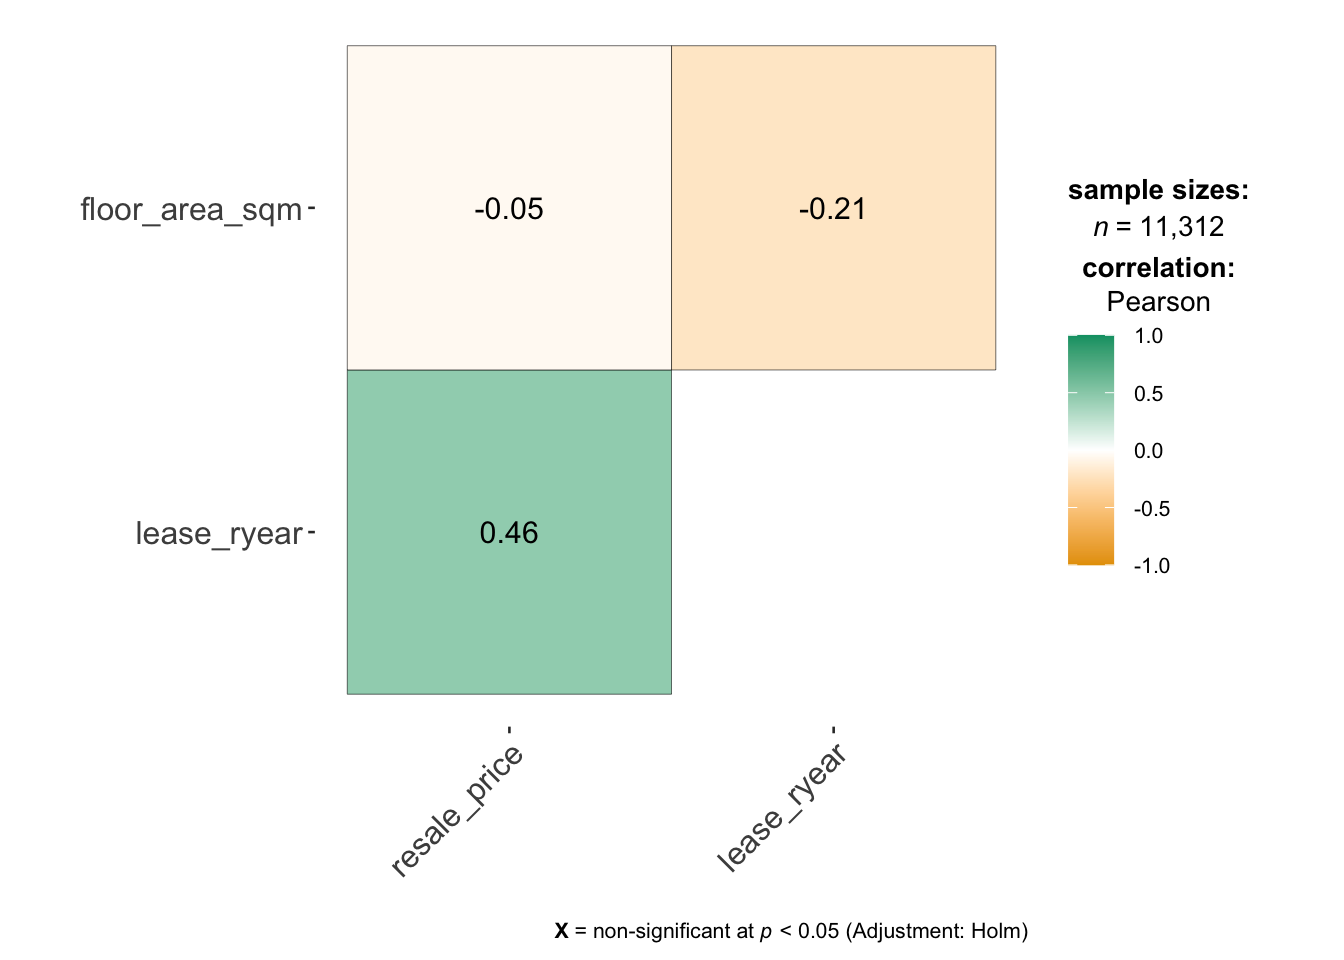 floor_area_sqm
-0.05
-0.21
lease_ryear
0.46
resale_price
lease_ryear
sample sizes:
n = 11,312
correlation:
Pearson
1.0
0.5
0.0
-0.5
-1.0
X = non-significant at p < 0.05 (Adjustment: Holm)